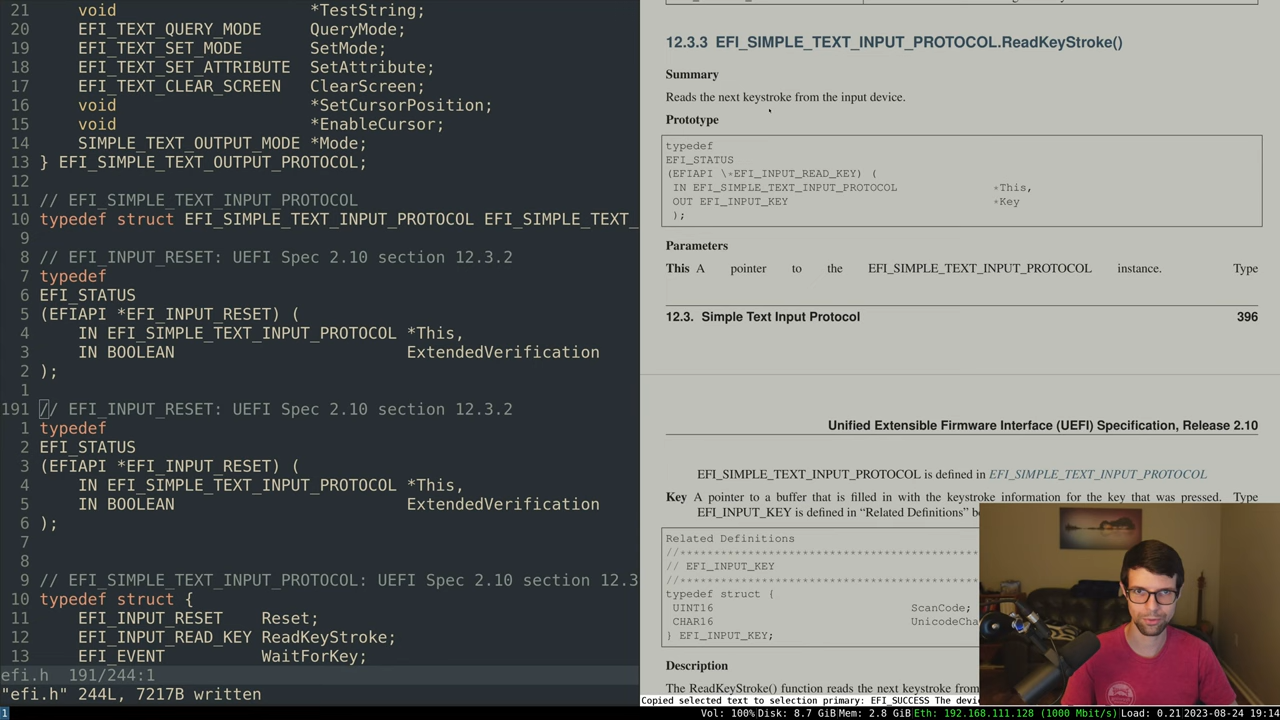 21 void *TestString;
20 EFI_TEXT_QUERY_MODE QueryMode;
19 EFI_TEXT_SET_MODE SetMode;
18 EFI_TEXT_SET_ATTRIBUTE SetAttribute;
17 EFI_TEXT_CLEAR_SCREEN ClearScreen;
16 void *SetCursorPosition;
15 void *EnableCursor;
14 SIMPLE_TEXT_OUTPUT_MODE *Mode;
13 } EFI_SIMPLE_TEXT_OUTPUT_PROTOCOL;
12
11 // EFI_SIMPLE_TEXT_INPUT_PROTOCOL
10 typedef struct EFI_SIMPLE_TEXT_INPUT_PROTOCOL EFI_SIMPLE_TEXT_
9
8 // EFI_INPUT_RESET: UEFI Spec 2.10 section 12.3.2
7 typedef
6 EFI_STATUS
5 (EFIAPI *EFI_INPUT_RESET) (
4 IN EFI_SIMPLE_TEXT_INPUT_PROTOCOL *This,
3 IN BOOLEAN ExtendedVerification
2 );
1
191 // EFI_INPUT_RESET: UEFI Spec 2.10 section 12.3.2
1 typedef
2 EFI_STATUS
3 (EFIAPI *EFI_INPUT_RESET) (
4 IN EFI_SIMPLE_TEXT_INPUT_PROTOCOL *This,
5 IN BOOLEAN ExtendedVerification
6 );
7
8
9 // EFI_SIMPLE_TEXT_INPUT_PROTOCOL: UEFI Spec 2.10 section 12.3
10 typedef struct {
11 EFI_INPUT_RESET Reset;
12 EFI_INPUT_READ_KEY ReadKeyStroke;
13 EFI_EVENT WaitForKey;
efi.h 191/244:1
"efi.h" 244L, 7217B written
12.3.3 EFI_SIMPLE_TEXT_INPUT_PROTOCOL.ReadKeyStroke()
Summary
Reads the next keystroke from the input device.
Prototype
typedef
EFI_STATUS
(EFIAPI \*EFI_INPUT_READ_KEY) (
IN EFI_SIMPLE_TEXT_INPUT_PROTOCOL *This,
OUT EFI_INPUT_KEY *Key
);
Parameters
This A pointer to the EFI_SIMPLE_TEXT_INPUT_PROTOCOL instance. Type
12.3. Simple Text Input Protocol 396
Unified Extensible Firmware Interface (UEFI) Specification, Release 2.10
EFI_SIMPLE_TEXT_INPUT_PROTOCOL is defined in EFI_SIMPLE_TEXT_INPUT_PROTOCOL
Key A pointer to a buffer that is filled in with the keystroke information for the key that was pressed. Type
EFI_INPUT_KEY is defined in “Related Definitions” be
Related Definitions
//*******************************************
// EFI_INPUT_KEY
//*******************************************
typedef struct {
UINT16 ScanCode;
CHAR16 UnicodeCha
} EFI_INPUT_KEY;
Description
The ReadKeyStroke() function reads the next keystroke from
Copied selected text to selection primary: EFI_SUCCESS The devi
1 Vol: 100% Disk: 8.7 GiB Mem: 2.8 GiB Eth: 192.168.111.128 (1000 Mbit/s) Load: 0.21 2023-08-24 19:14